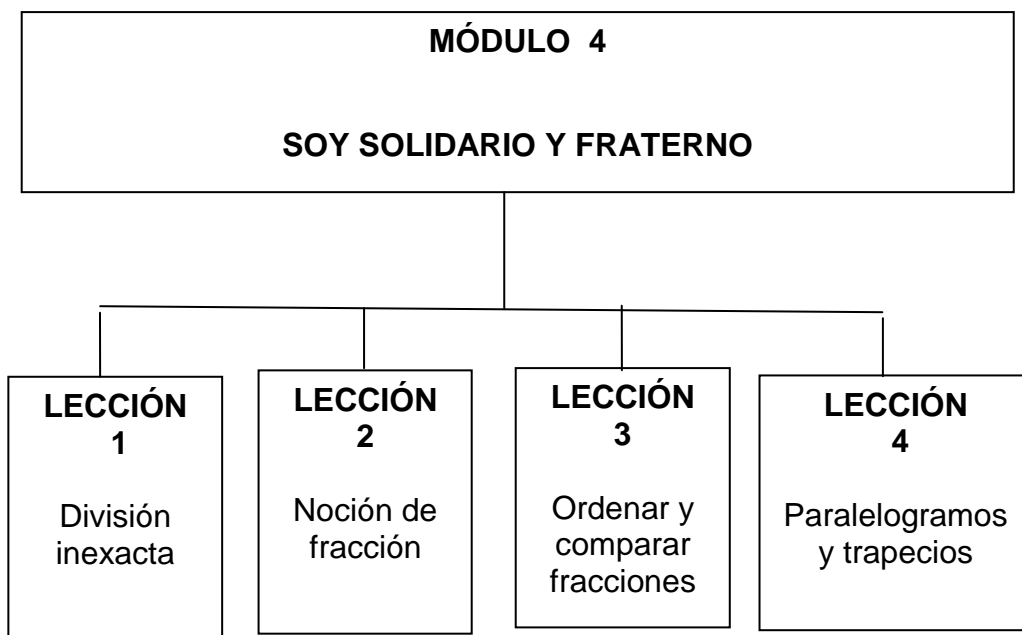 MÓDULO 4
SOY SOLIDARIO Y FRATERNO
LECCIÓN
1
División
inexacta
LECCIÓN
2
Noción de
fracción
LECCIÓN
3
Ordenar y
comparar
fracciones
LECCIÓN
4
Paralelogramos
y trapecios